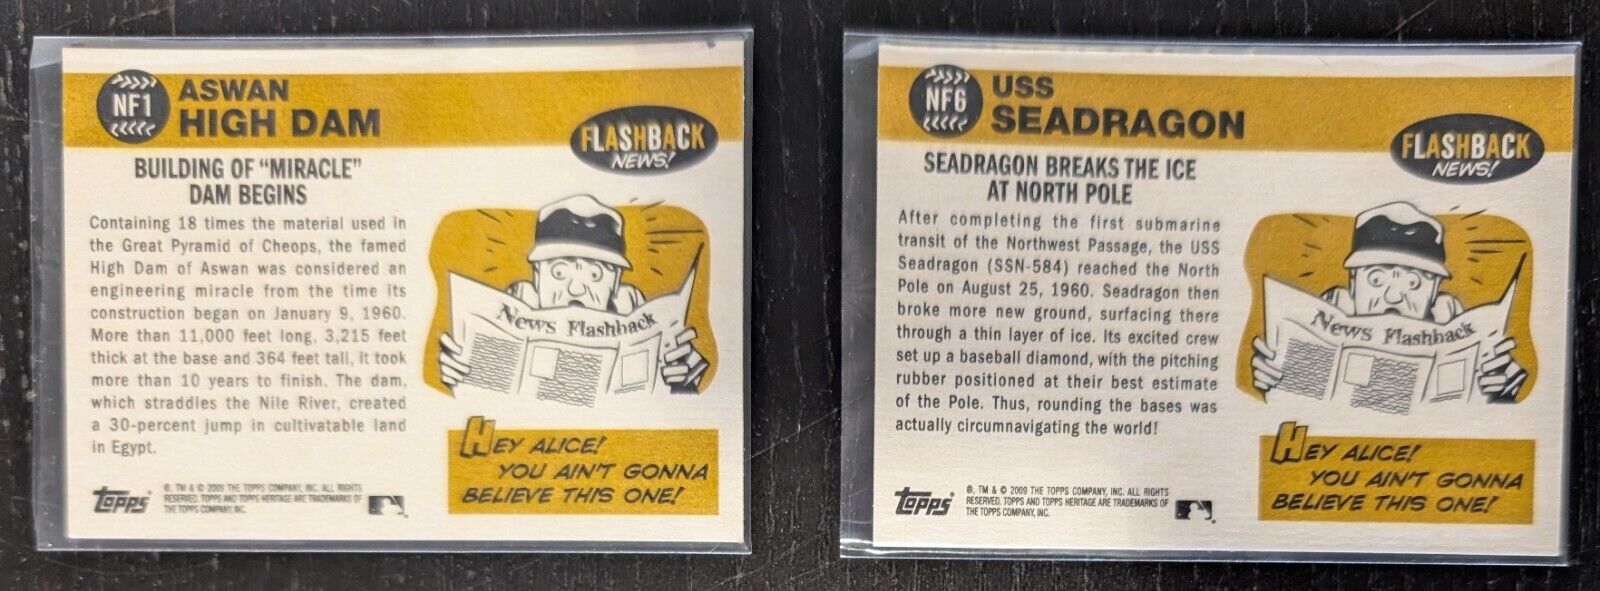 NF1
ASWAN
HIGH DAM
FLASHBACK
NEWS!
BUILDING OF "MIRACLE"
DAM BEGINS
Containing 18 times the material used in
the Great Pyramid of Cheops, the famed
High Dam of Aswan was considered an
engineering miracle from the time its
construction began on January 9, 1960.
More than 11,000 feet long, 3,215 feet
thick at the base and 364 feet tall, it took
more than 10 years to finish. The dam,
which straddles the Nile River, created
a 30-percent jump in cultivatable land
in Egypt.
News Flashback
HEY ALICE!
YOU AIN'T GONNA
BELIEVE THIS ONE!
Topps
®, TM & © 2009 THE TOPPS COMPANY, INC. ALL RIGHTS
RESERVED. TOPPS AND TOPPS HERITAGE ARE TRADEMARKS OF
THE TOPPS COMPANY, INC.
NF6
USS
SEADRAGON
FLASHBACK
NEWS!
SEADRAGON BREAKS THE ICE
AT NORTH POLE
After completing the first submarine
transit of the Northwest Passage, the USS
Seadragon (SSN-584) reached the North
Pole on August 25, 1960. Seadragon then
broke more new ground, surfacing there
through a thin layer of ice. Its excited crew
set up a baseball diamond, with the pitching
rubber positioned at their best estimate
of the Pole. Thus, rounding the bases was
actually circumnavigating the world!
News Flashback
HEY ALICE!
YOU AIN'T GONNA
BELIEVE THIS ONE!
Topps
®, TM & © 2009 THE TOPPS COMPANY, INC. ALL RIGHTS
RESERVED. TOPPS AND TOPPS HERITAGE ARE TRADEMARKS OF
THE TOPPS COMPANY, INC.